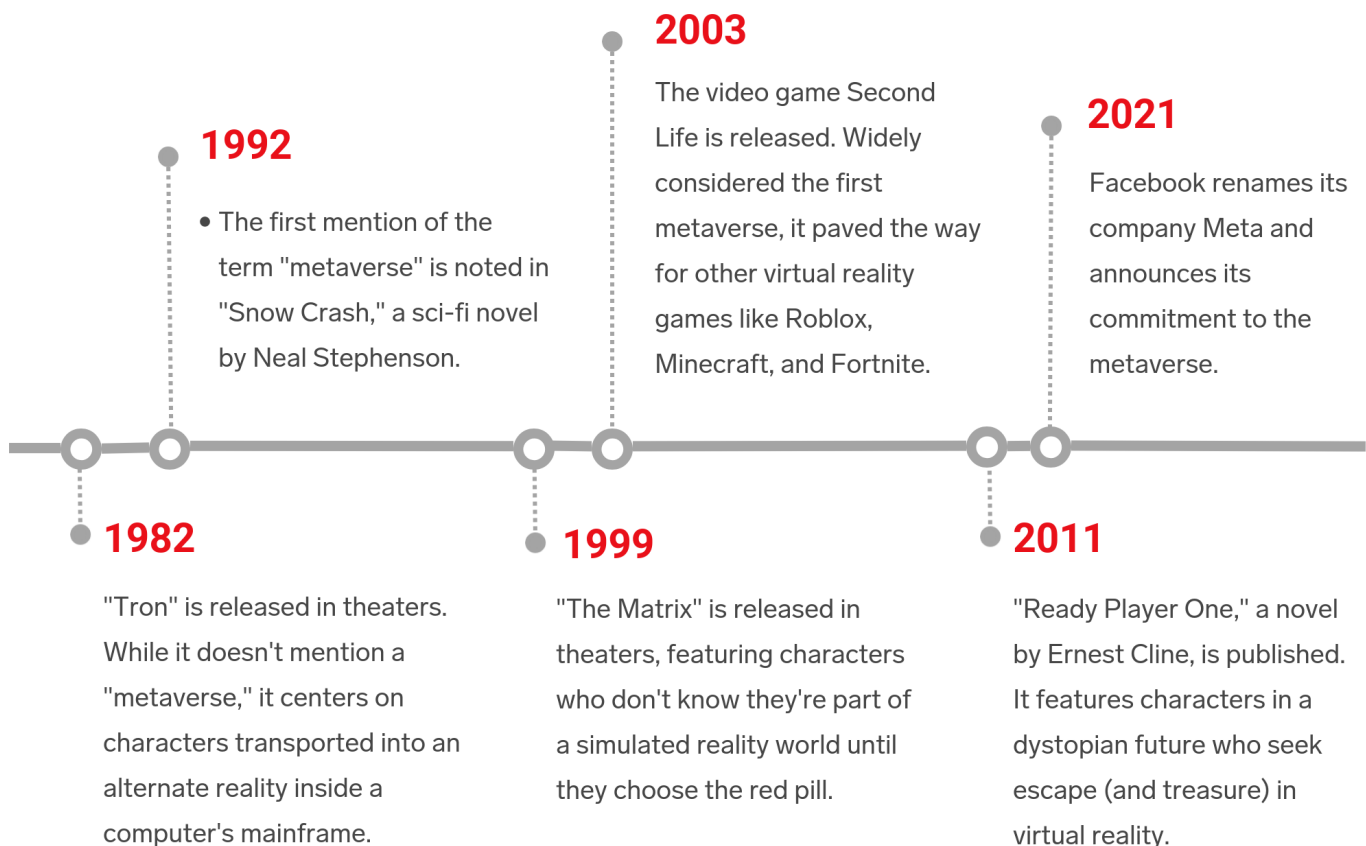 1982
"Tron" is released in theaters.
While it doesn't mention a
"metaverse," it centers on
characters transported into an
alternate reality inside a
computer's mainframe.
1992
• The first mention of the
term "metaverse" is noted in
"Snow Crash," a sci-fi novel
by Neal Stephenson.
1999
"The Matrix" is released in
theaters, featuring characters
who don't know they're part of
a simulated reality world until
they choose the red pill.
2003
The video game Second
Life is released. Widely
considered the first
metaverse, it paved the way
for other virtual reality
games like Roblox,
Minecraft, and Fortnite.
2011
"Ready Player One," a novel
by Ernest Cline, is published.
It features characters in a
dystopian future who seek
escape (and treasure) in
virtual reality.
2021
Facebook renames its
company Meta and
announces its
commitment to the
metaverse.